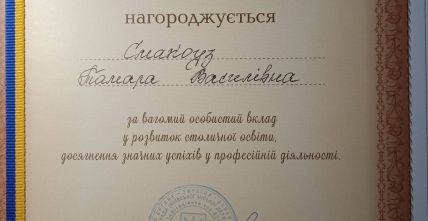 нагороджується
Смакоуз
Тамара Василівна
за вагомий особистий вклад
у розвиток столичної освіти,
досягнення значних успіхів у професійній діяльності.